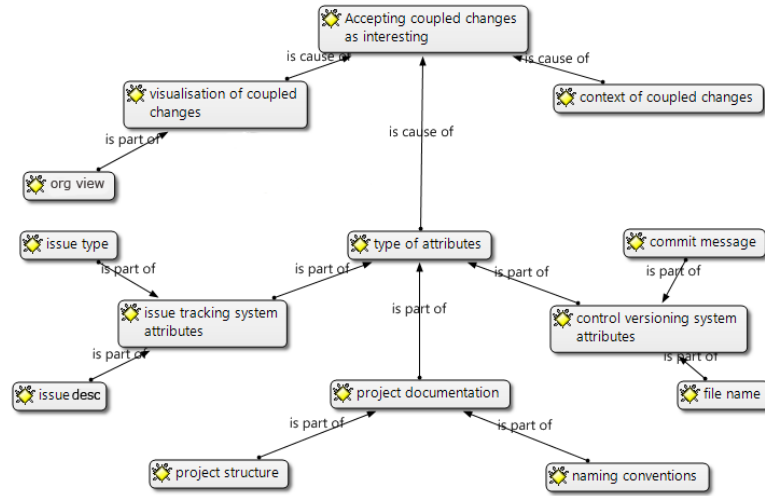 Accepting coupled changes
as interesting
is cause of
is cause of
visualisation of coupled
changes
context of coupled changes
is cause of
is part of
org view
issue type
type of attributes
commit message
is part of
is part of
is part of
is part of
issue tracking system
attributes
is part of
control versioning system
attributes
is part of
is part of
issue desc
project documentation
file name
is part of
is part of
project structure
naming conventions